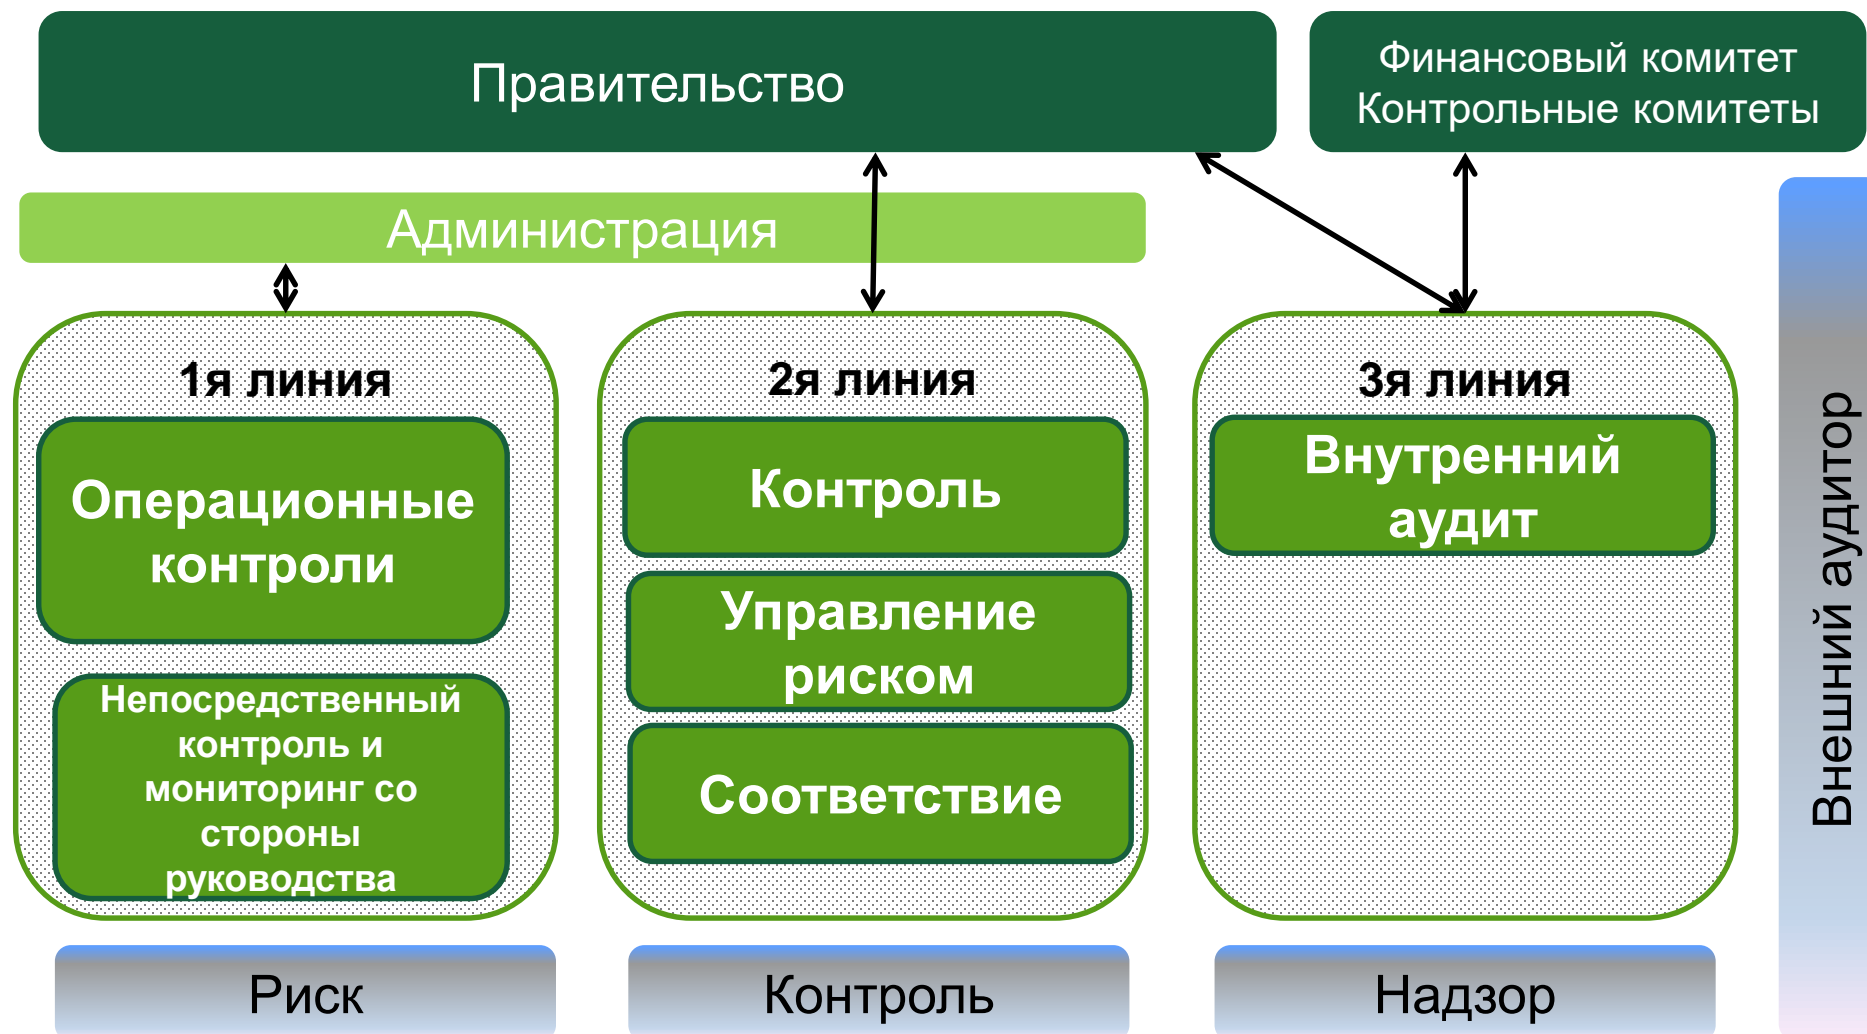 Правительство
Финансовый комитет
Контрольные комитеты
Администрация
1я линия
Операционные
контроли
Непосредственный
контроль и
мониторинг со
стороны
руководства
2я линия
Контроль
Управление
риском
Соответствие
3я линия
Внутренний
аудит
Внешний аудитор
Риск
Контроль
Надзор